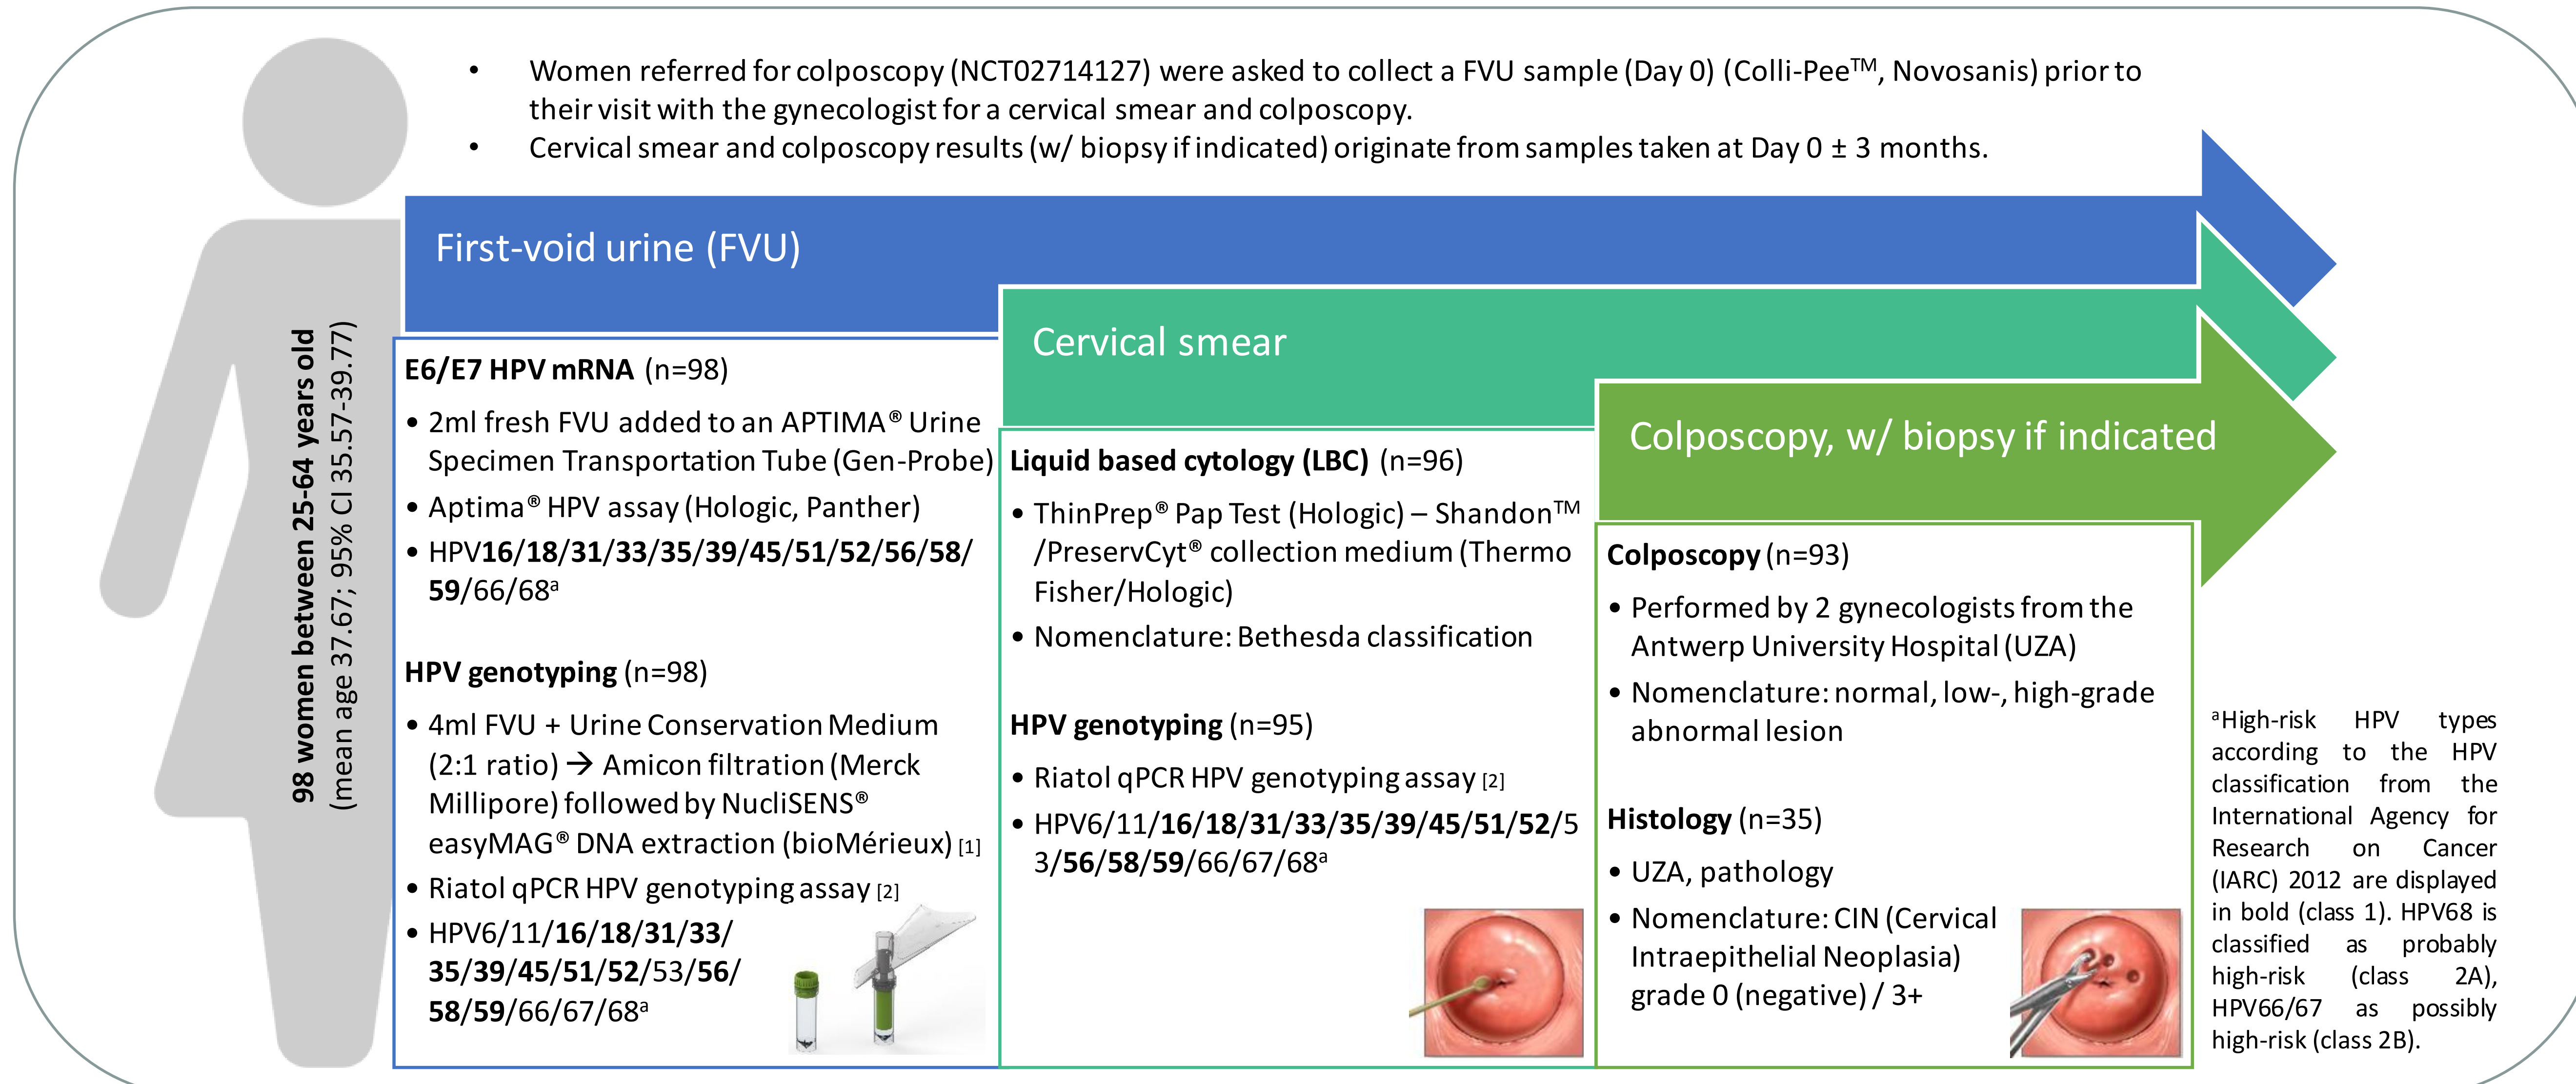 • Women referred for colposcopy (NCT02714127) were asked to collect a FVU sample (Day 0) (Colli-Pee™, Novosanis) prior to
their visit with the gynecologist for a cervical smear and colposcopy.
• Cervical smear and colposcopy results (w/ biopsy if indicated) originate from samples taken at Day 0 ± 3 months.
98 women between 25-64 years old
(mean age 37.67; 95% CI 35.57-39.77)
First-void urine (FVU)
E6/E7 HPV mRNA (n=98)
• 2ml fresh FVU added to an APTIMA® Urine
Specimen Transportation Tube (Gen-Probe)
• Aptima® HPV assay (Hologic, Panther)
• HPV16/18/31/33/35/39/45/51/52/56/58/
59/66/68ª
HPV genotyping (n=98)
• 4ml FVU + Urine Conservation Medium
(2:1 ratio) → Amicon filtration (Merck
Millipore) followed by NucliSENS®
easyMAG® DNA extraction (bioMérieux) [1]
• Riatol qPCR HPV genotyping assay [2]
• HPV6/11/16/18/31/33/
35/39/45/51/52/53/56/
58/59/66/67/68ª
Cervical smear
Liquid based cytology (LBC) (n=96)
• ThinPrep® Pap Test (Hologic) – Shandon™
/PreservCyt® collection medium (Thermo
Fisher/Hologic)
• Nomenclature: Bethesda classification
HPV genotyping (n=95)
• Riatol qPCR HPV genotyping assay [2]
• HPV6/11/16/18/31/33/35/39/45/51/52/5
3/56/58/59/66/67/68ª
Colposcopy, w/ biopsy if indicated
Colposcopy (n=93)
• Performed by 2 gynecologists from the
Antwerp University Hospital (UZA)
• Nomenclature: normal, low-, high-grade
abnormal lesion
Histology (n=35)
• UZA, pathology
• Nomenclature: CIN (Cervical
Intraepithelial Neoplasia)
grade 0 (negative) / 3+
ªHigh-risk HPV types
according to the HPV
classification from the
International Agency for
Research on Cancer
(IARC) 2012 are displayed
in bold (class 1). HPV68 is
classified as probably
high-risk (class 2A),
HPV66/67 as possibly
high-risk (class 2B).